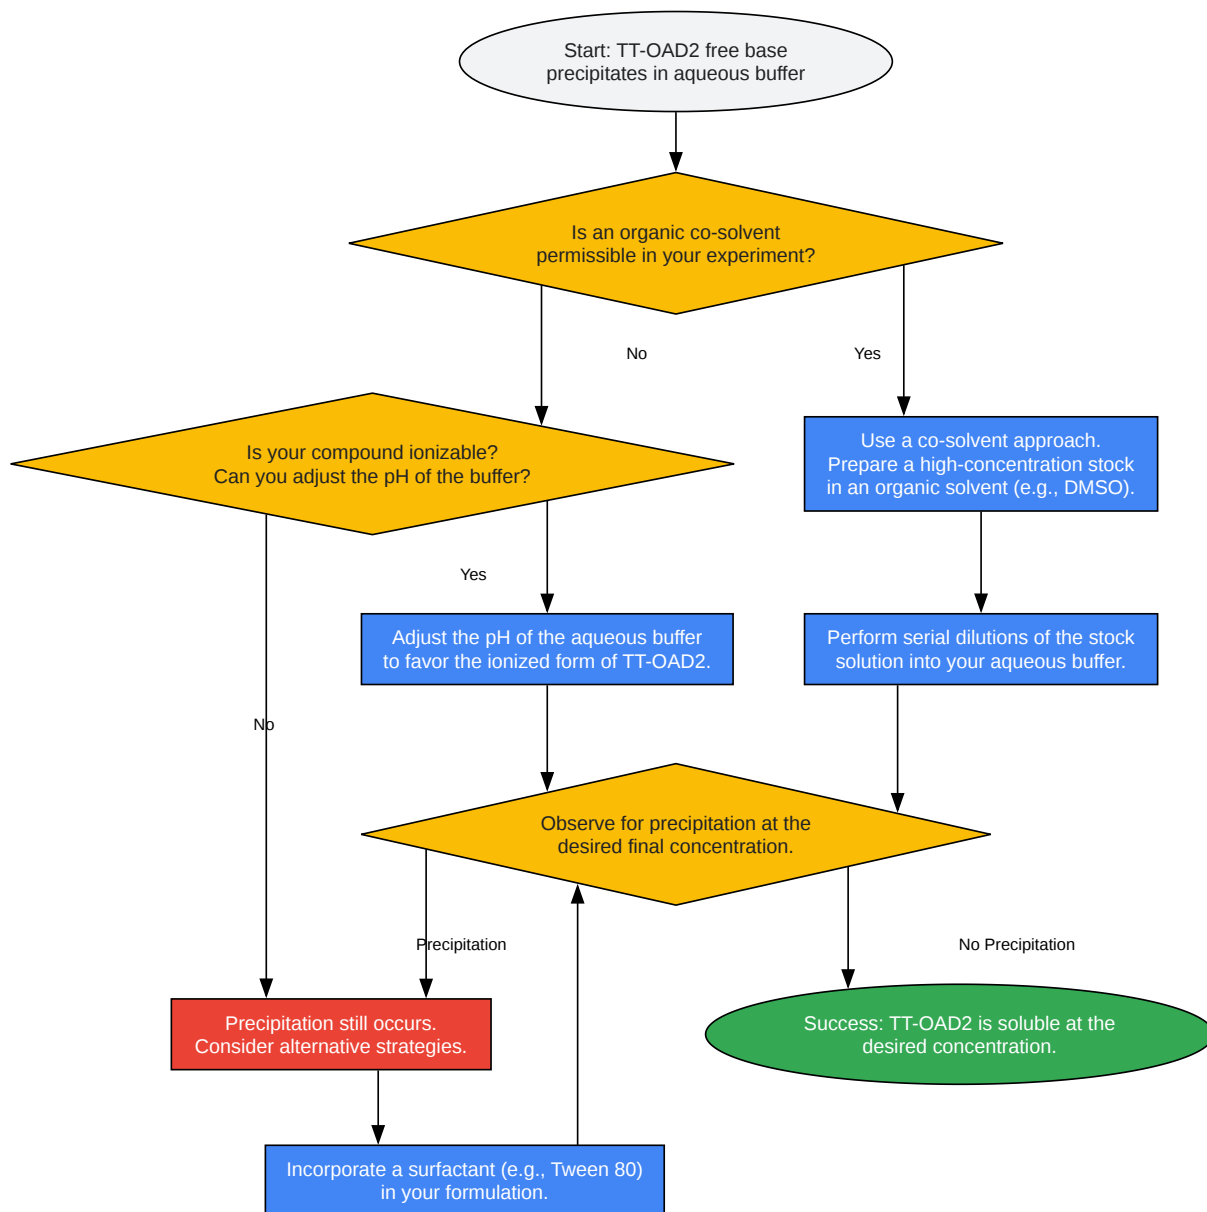 Start: TT-OAD2 free base
precipitates in aqueous buffer
Is an organic co-solvent
permissible in your experiment?
No
Yes
Is your compound ionizable?
Can you adjust the pH of the buffer?
Use a co-solvent approach.
Prepare a high-concentration stock
in an organic solvent (e.g., DMSO).
Yes
Adjust the pH of the aqueous buffer
to favor the ionized form of TT-OAD2.
Perform serial dilutions of the stock
solution into your aqueous buffer.
No
Observe for precipitation at the
desired final concentration.
Precipitation
No Precipitation
Precipitation still occurs.
Consider alternative strategies.
Success: TT-OAD2 is soluble at the
desired concentration.
Incorporate a surfactant (e.g., Tween 80)
in your formulation.